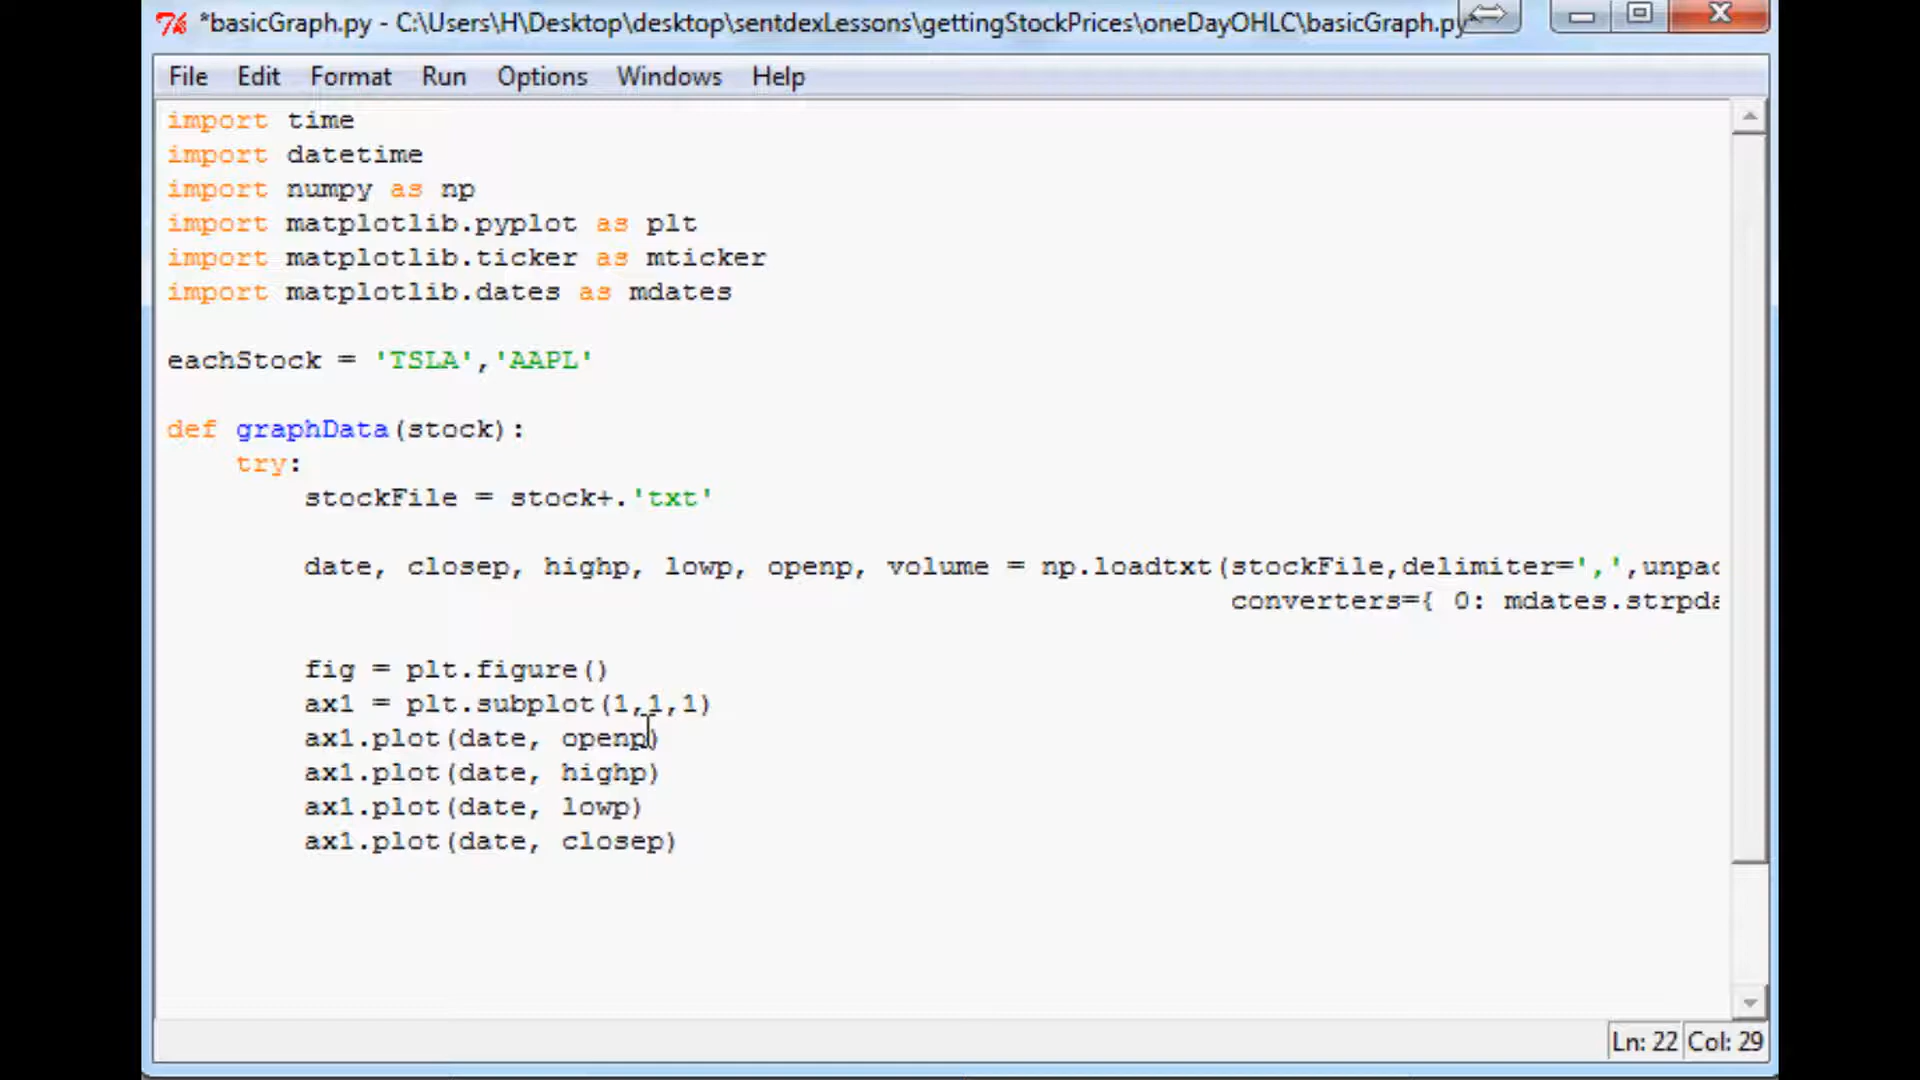 *basicGraph.py - C:\Users\H\Desktop\desktop\sentdexLessons\gettingStockPrices\oneDayOHLC\basicGraph.py*
File Edit Format Run Options Windows Help
import time
import datetime
import numpy as np
import matplotlib.pyplot as plt
import matplotlib.ticker as mticker
import matplotlib.dates as mdates
eachStock = 'TSLA','AAPL'
def graphData(stock):
try:
stockFile = stock+.'txt'
date, closep, highp, lowp, openp, volume = np.loadtxt(stockFile,delimiter=',',unpac
converters={ 0: mdates.strpda
fig = plt.figure()
ax1 = plt.subplot(1,1,1)
ax1.plot(date, openp)
ax1.plot(date, highp)
ax1.plot(date, lowp)
ax1.plot(date, closep)
Ln: 22 Col: 29